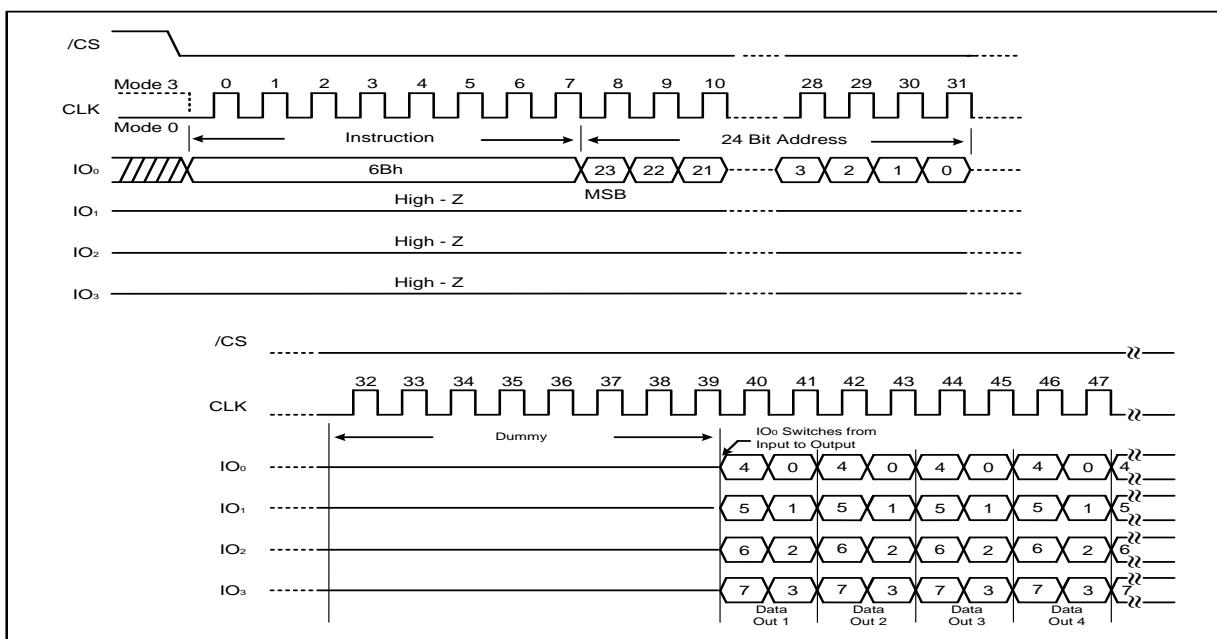 /CS
Mode 3 0 1 2 3 4 5 6 7 8 9 10 28 29 30 31
CLK
Mode 0 Instruction 24 Bit Address
IO₀ 6Bh 23 22 21 3 2 1 0
MSB
IO₁ High - Z
IO₂ High - Z
IO₃ High - Z
/CS
32 33 34 35 36 37 38 39 40 41 42 43 44 45 46 47
CLK
Dummy
IO₀ Switches from
Input to Output
IO₀ 4 0 4 0 4 0 4 0 4
IO₁ 5 1 5 1 5 1 5 1 5
IO₂ 6 2 6 2 6 2 6 2 6
IO₃ 7 3 7 3 7 3 7 3 7
Data Out 1
Data Out 2
Data Out 3
Data Out 4